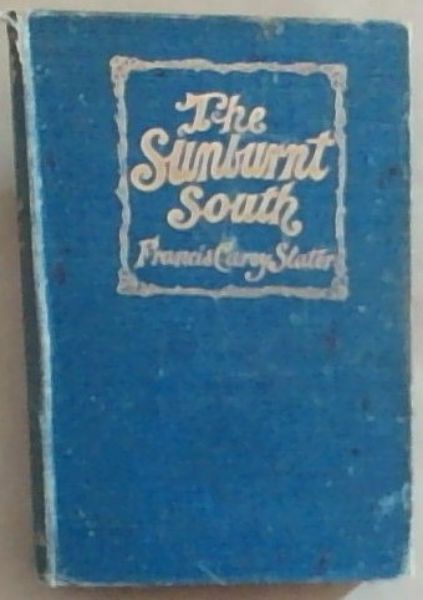 The
Sunburnt
South
Francis Carey Slater